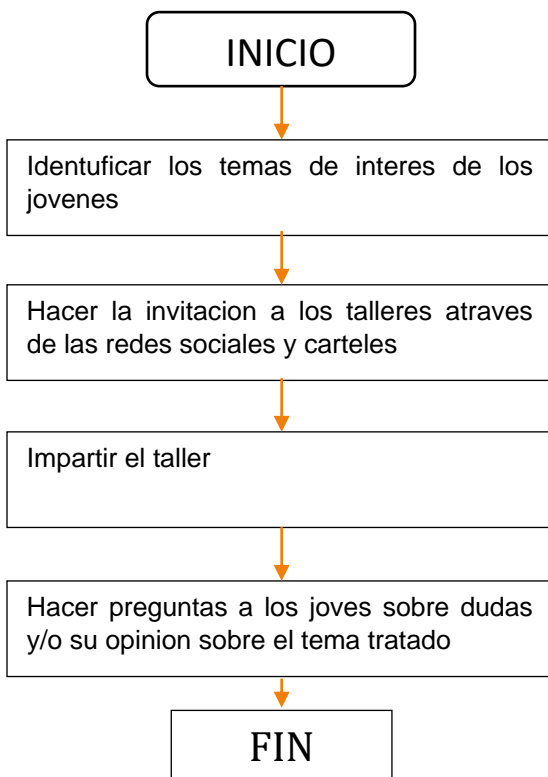 INICIO
Identuficar los temas de interes de los
jovenes
Hacer la invitacion a los talleres atraves
de las redes sociales y carteles
Impartir el taller
Hacer preguntas a los joves sobre dudas
y/o su opinion sobre el tema tratado
FIN